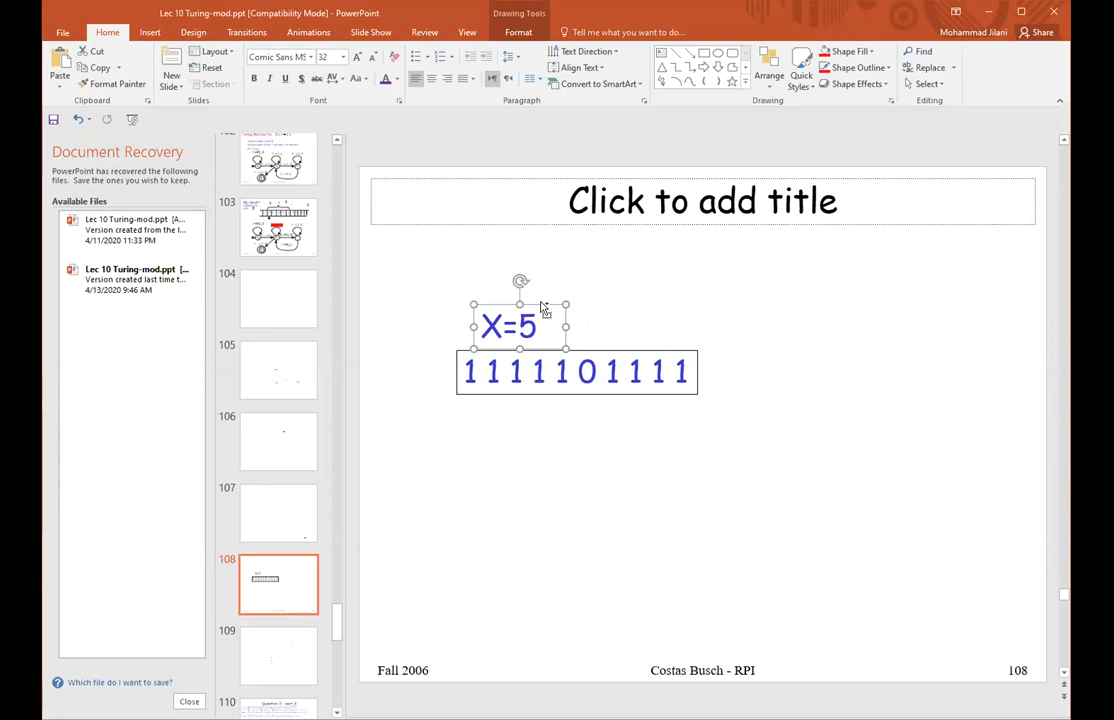 Lec 10 Turing-mod.ppt [Compatibility Mode] - PowerPoint
Drawing Tools
File Home Insert Design Transitions Animations Slide Show Review View Format Tell me what you want to do...
Mohammad Jilani Share
Paste
Cut
Copy
Format Painter
Clipboard
New Slide
Layout
Reset
Section
Slides
Comic Sans MS 32
B I U S abc AV Aa A
Font
Text Direction
Align Text
Convert to SmartArt
Paragraph
Arrange
Quick Styles
Shape Fill
Shape Outline
Shape Effects
Drawing
Find
Replace
Select
Editing
Document Recovery
PowerPoint has recovered the following
files. Save the ones you wish to keep.
Available Files
Lec 10 Turing-mod.ppt [A...
Version created from the l...
4/11/2020 11:33 PM
Lec 10 Turing-mod.ppt [...
Version created last time t...
4/13/2020 9:46 AM
Which file do I want to save?
Close
103
104
105
106
107
108
109
110
Click to add title
X=5
1 1 1 1 1 0 1 1 1 1
Fall 2006
Costas Busch - RPI
108